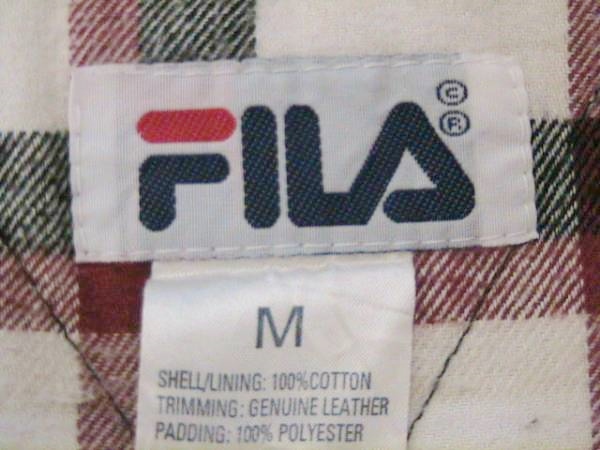 FILA © ®
M
SHELL/LINING: 100%COTTON
TRIMMING: GENUINE LEATHER
PADDING: 100% POLYESTER